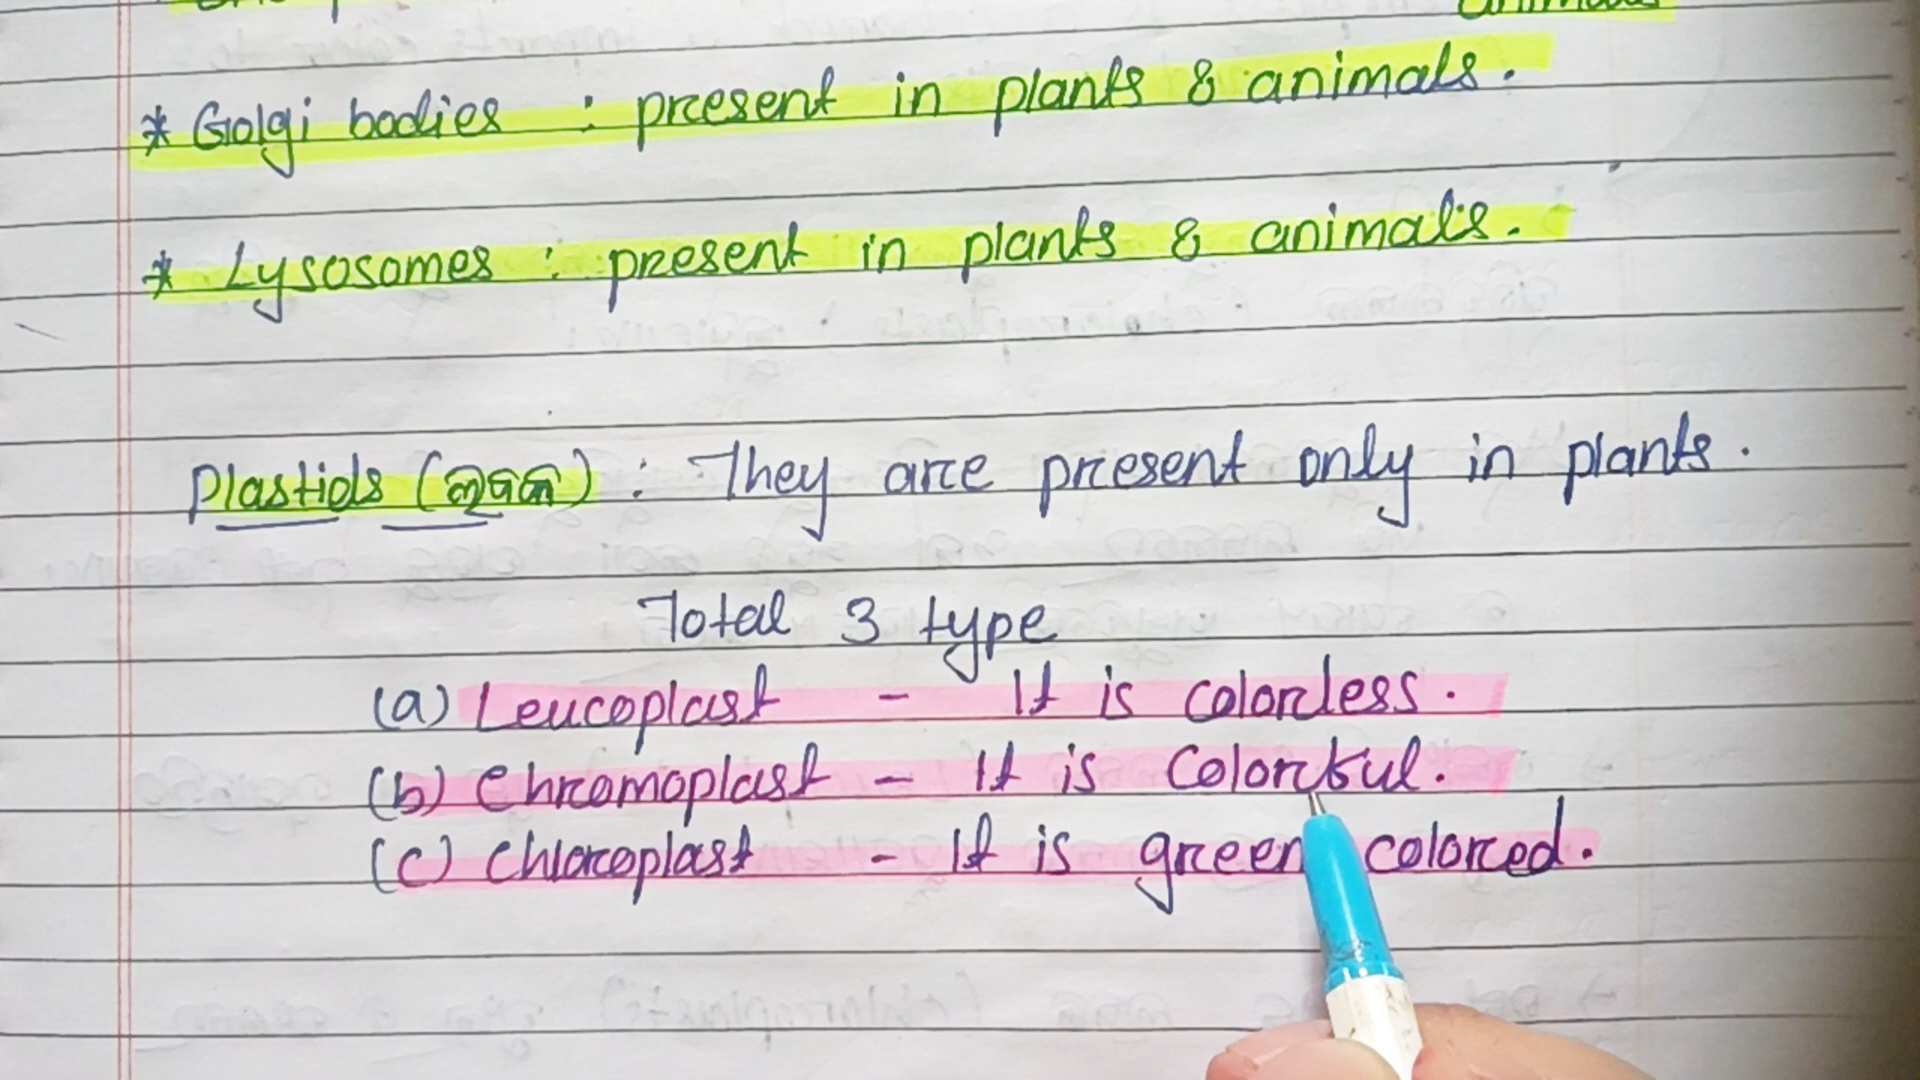 * Golgi bodies : present in plants & animals.
* Lysosomes : present in plants & animals.
Plastids ( ) : They are present only in plants.
Total 3 type
(a) Leucoplast - It is colorless.
(b) Chromoplast - It is Colorful.
(c) Chloroplast - It is green colored.